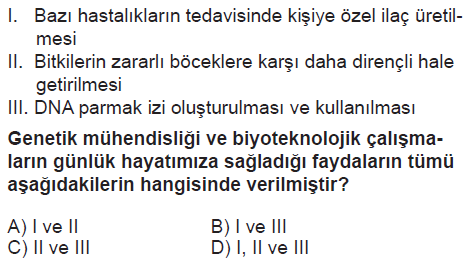 I. Bazı hastalıkların tedavisinde kişiye özel ilaç üretil-
mesi
II. Bitkilerin zararlı böceklere karşı daha dirençli hale
getirilmesi
III. DNA parmak izi oluşturulması ve kullanılması
Genetik mühendisliği ve biyoteknolojik çalışma-
ların günlük hayatımıza sağladığı faydaların tümü
aşağıdakilerin hangisinde verilmiştir?
A) I ve II B) I ve III
C) II ve III D) I, II ve III